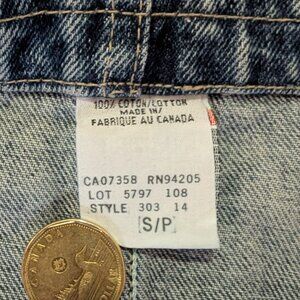 100% COTON/COTTON
MADE IN/
FABRIQUE AU CANADA
CA07358 RN94205
LOT 5797 108
STYLE 303 14
[S/P]
CANADA